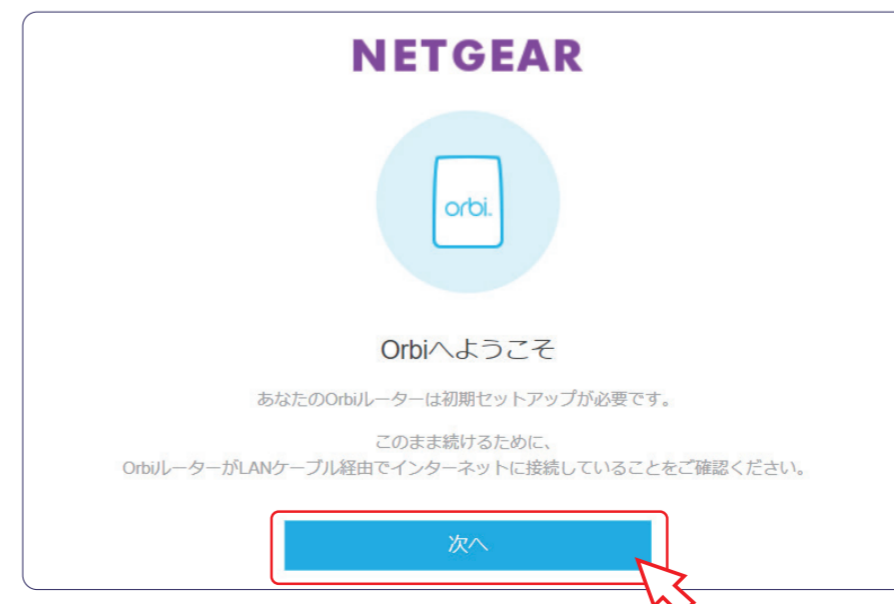 NETGEAR
orbi.
Orbiへようこそ
あなたのOrbiルーターは初期セットアップが必要です。
このまま続けるために、
OrbiルーターがLANケーブル経由でインターネットに接続していることをご確認ください。
次へ